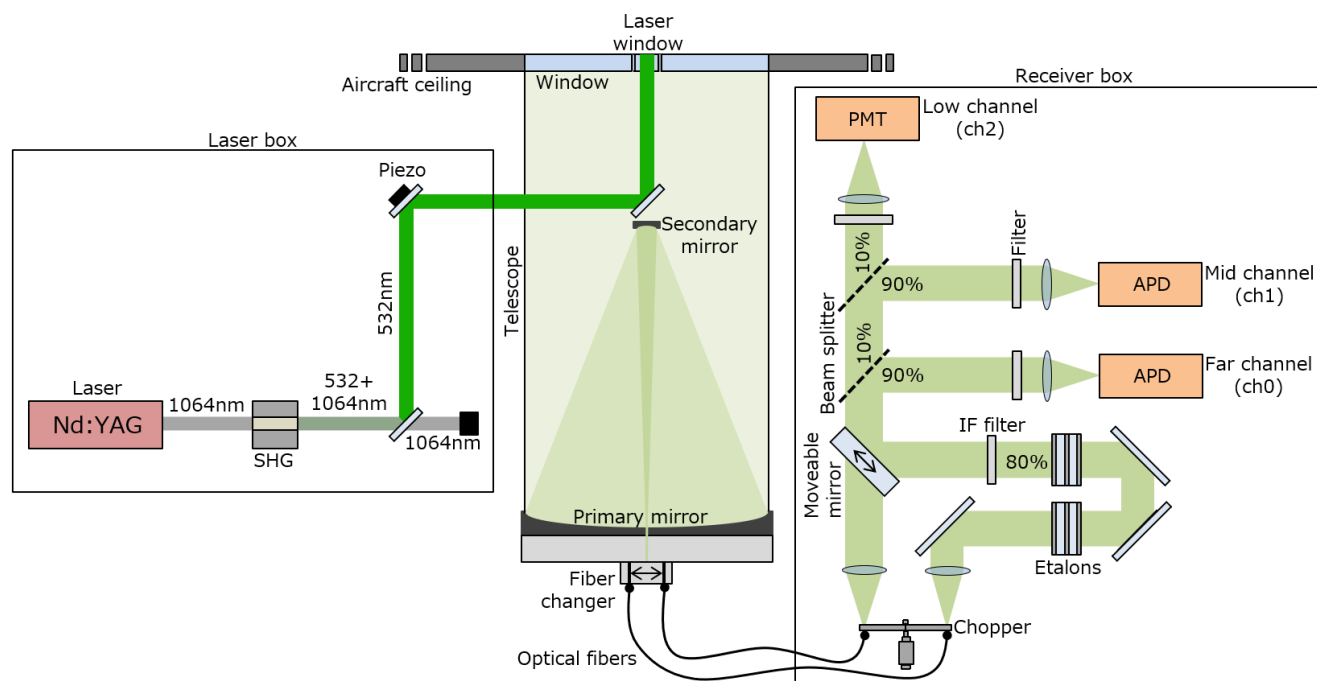 Laser
window
Aircraft ceiling
Window
Receiver box
Low channel
(ch2)
PMT
Laser box
Piezo
Secondary
mirror
10%
Filter
90%
APD
Mid channel
(ch1)
532nm
Telescope
Beam splitter
10%
90%
APD
Far channel
(ch0)
Laser
Nd:YAG
1064nm
SHG
532+
1064nm
1064nm
Moveable
mirror
IF filter
80%
Primary mirror
Etalons
Fiber
changer
Chopper
Optical fibers